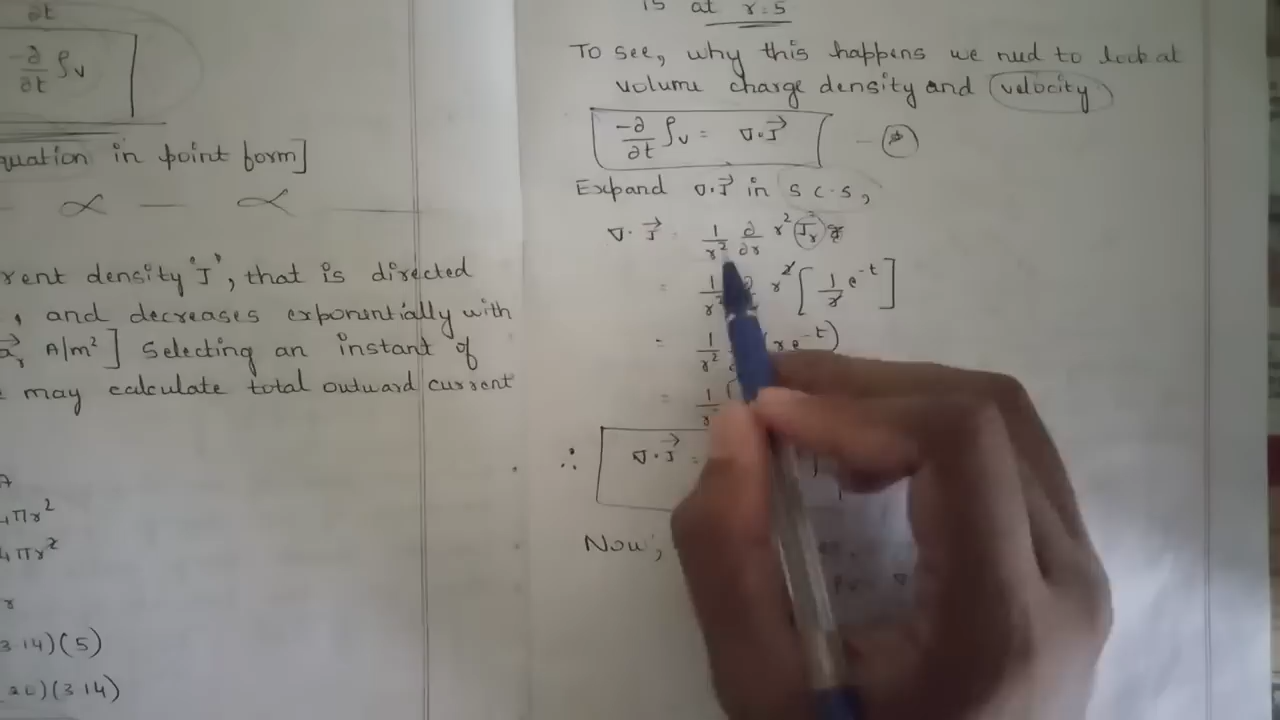 ∂t
-∂/∂t ρv
quation in point form]
rent density 'J', that is directed
, and decreases exponentially with
a⃗r A/m²] Selecting an instant of
may calculate total outward current
4πr²
4πr²
r
3 14)(5)
(3 14)
is at r=5
To see, why this happens we nud to look at
volume charge density and velocity
-∂/∂t ρv = ∇·J⃗ — (*)
Expand ∇·J⃗ in S C.S,
∇·J⃗ 1/r² ∂/∂r r² Jr
= 1/r² r² [1/r e^-t]
= 1/r² (r e^-t)
= 1/r
∴ ∇·J⃗ =
Now,